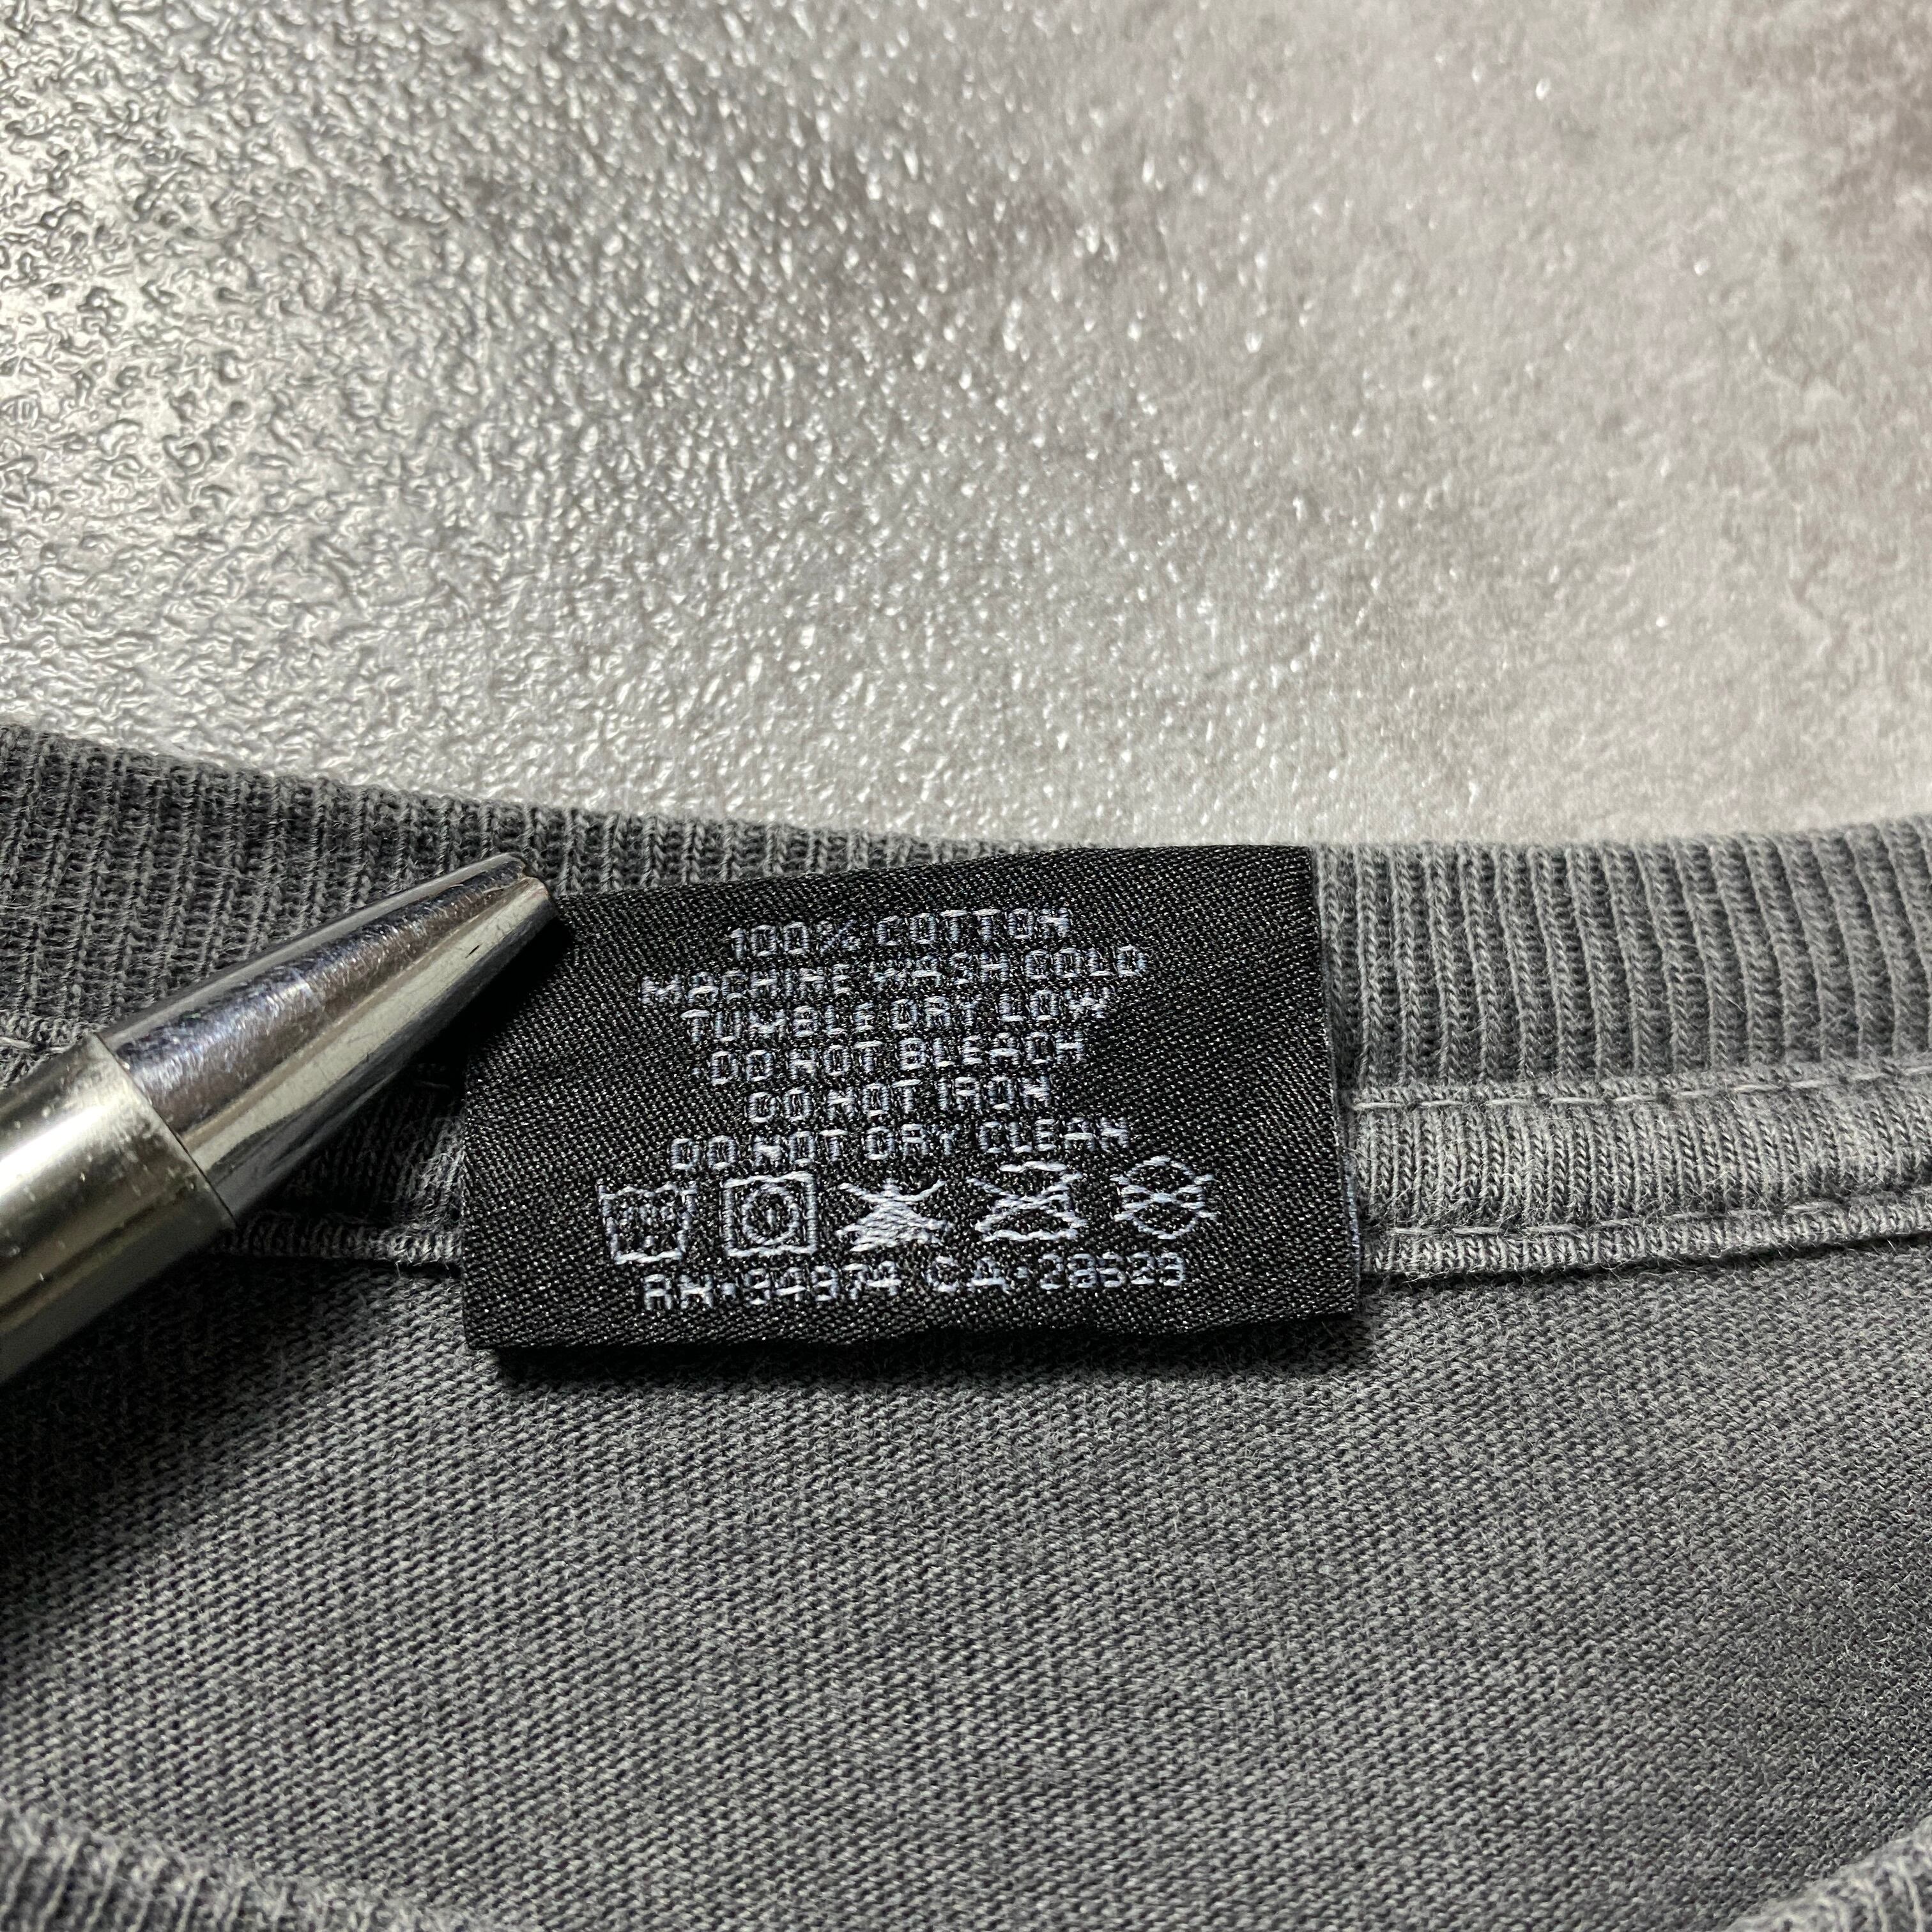 100% COTTON
MACHINE WASH COLD
TUMBLE DRY LOW
DO NOT BLEACH
DO NOT IRON
DO NOT DRY CLEAN
RN•94974 CA•28623